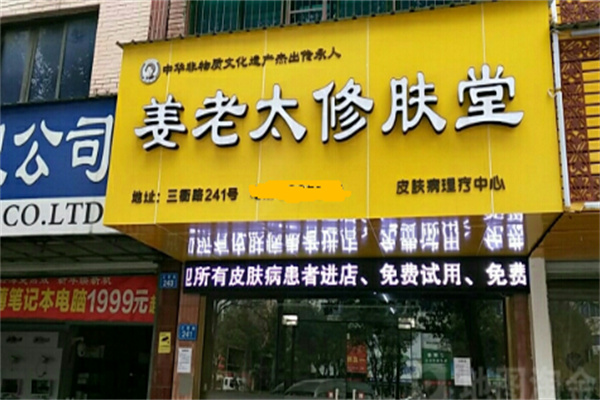 中华非物质文化遗产杰出传承人
姜老太修肤堂
地址：三衢路241号
皮肤病理疗中心
公司
CO.LTD
迎所有皮肤病患者进店、免费试用、免费
笔记本电脑1999元
243
241